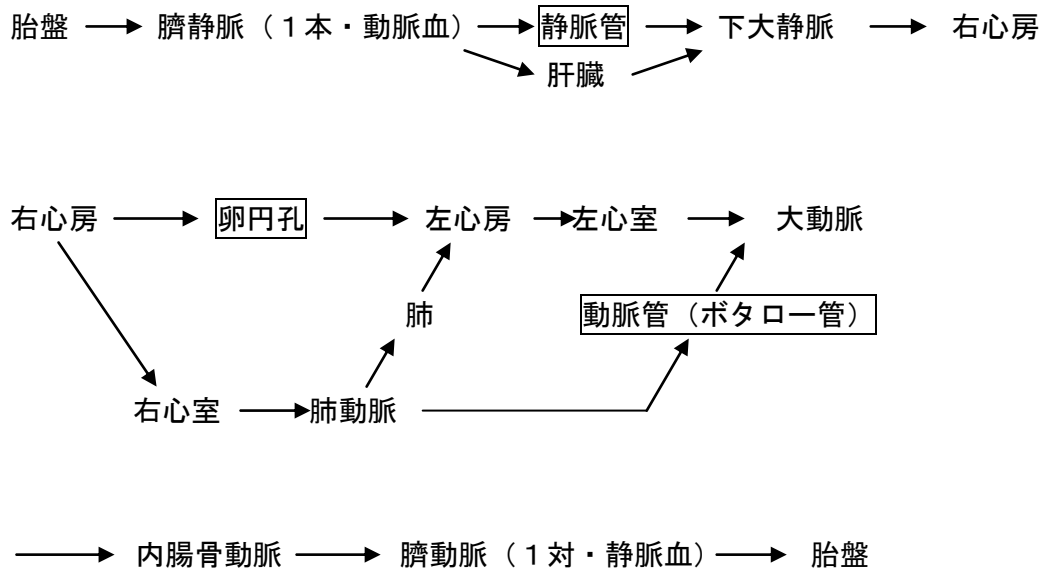 胎盤 → 臍静脈（１本・動脈血） → 静脈管 → 下大静脈 → 右心房
肝臓
右心房 → 卵円孔 → 左心房 → 左心室 → 大動脈
肺 動脈管（ボタロー管）
右心室 → 肺動脈
→ 内腸骨動脈 → 臍動脈（１対・静脈血） → 胎盤